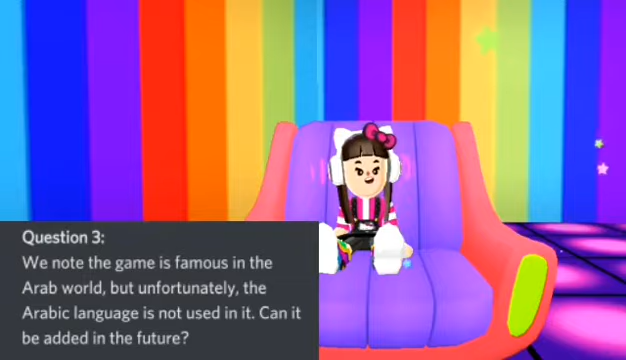 Question 3:
We note the game is famous in the
Arab world, but unfortunately, the
Arabic language is not used in it. Can it
be added in the future?